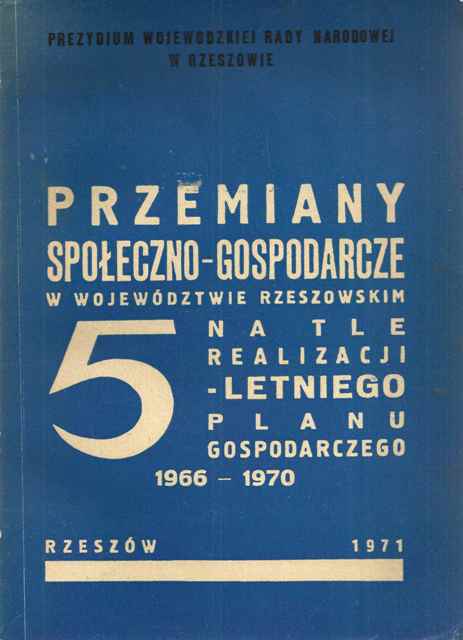 PREZYDIUM WOJEWÓDZKIEJ RADY NARODOWEJ
W RZESZOWIE
PRZEMIANY
SPOŁECZNO-GOSPODARCZE
W WOJEWÓDZTWIE RZESZOWSKIM
NA TLE
REALIZACJI
5-LETNIEGO
PLANU
GOSPODARCZEGO
1966 – 1970
RZESZÓW 1971